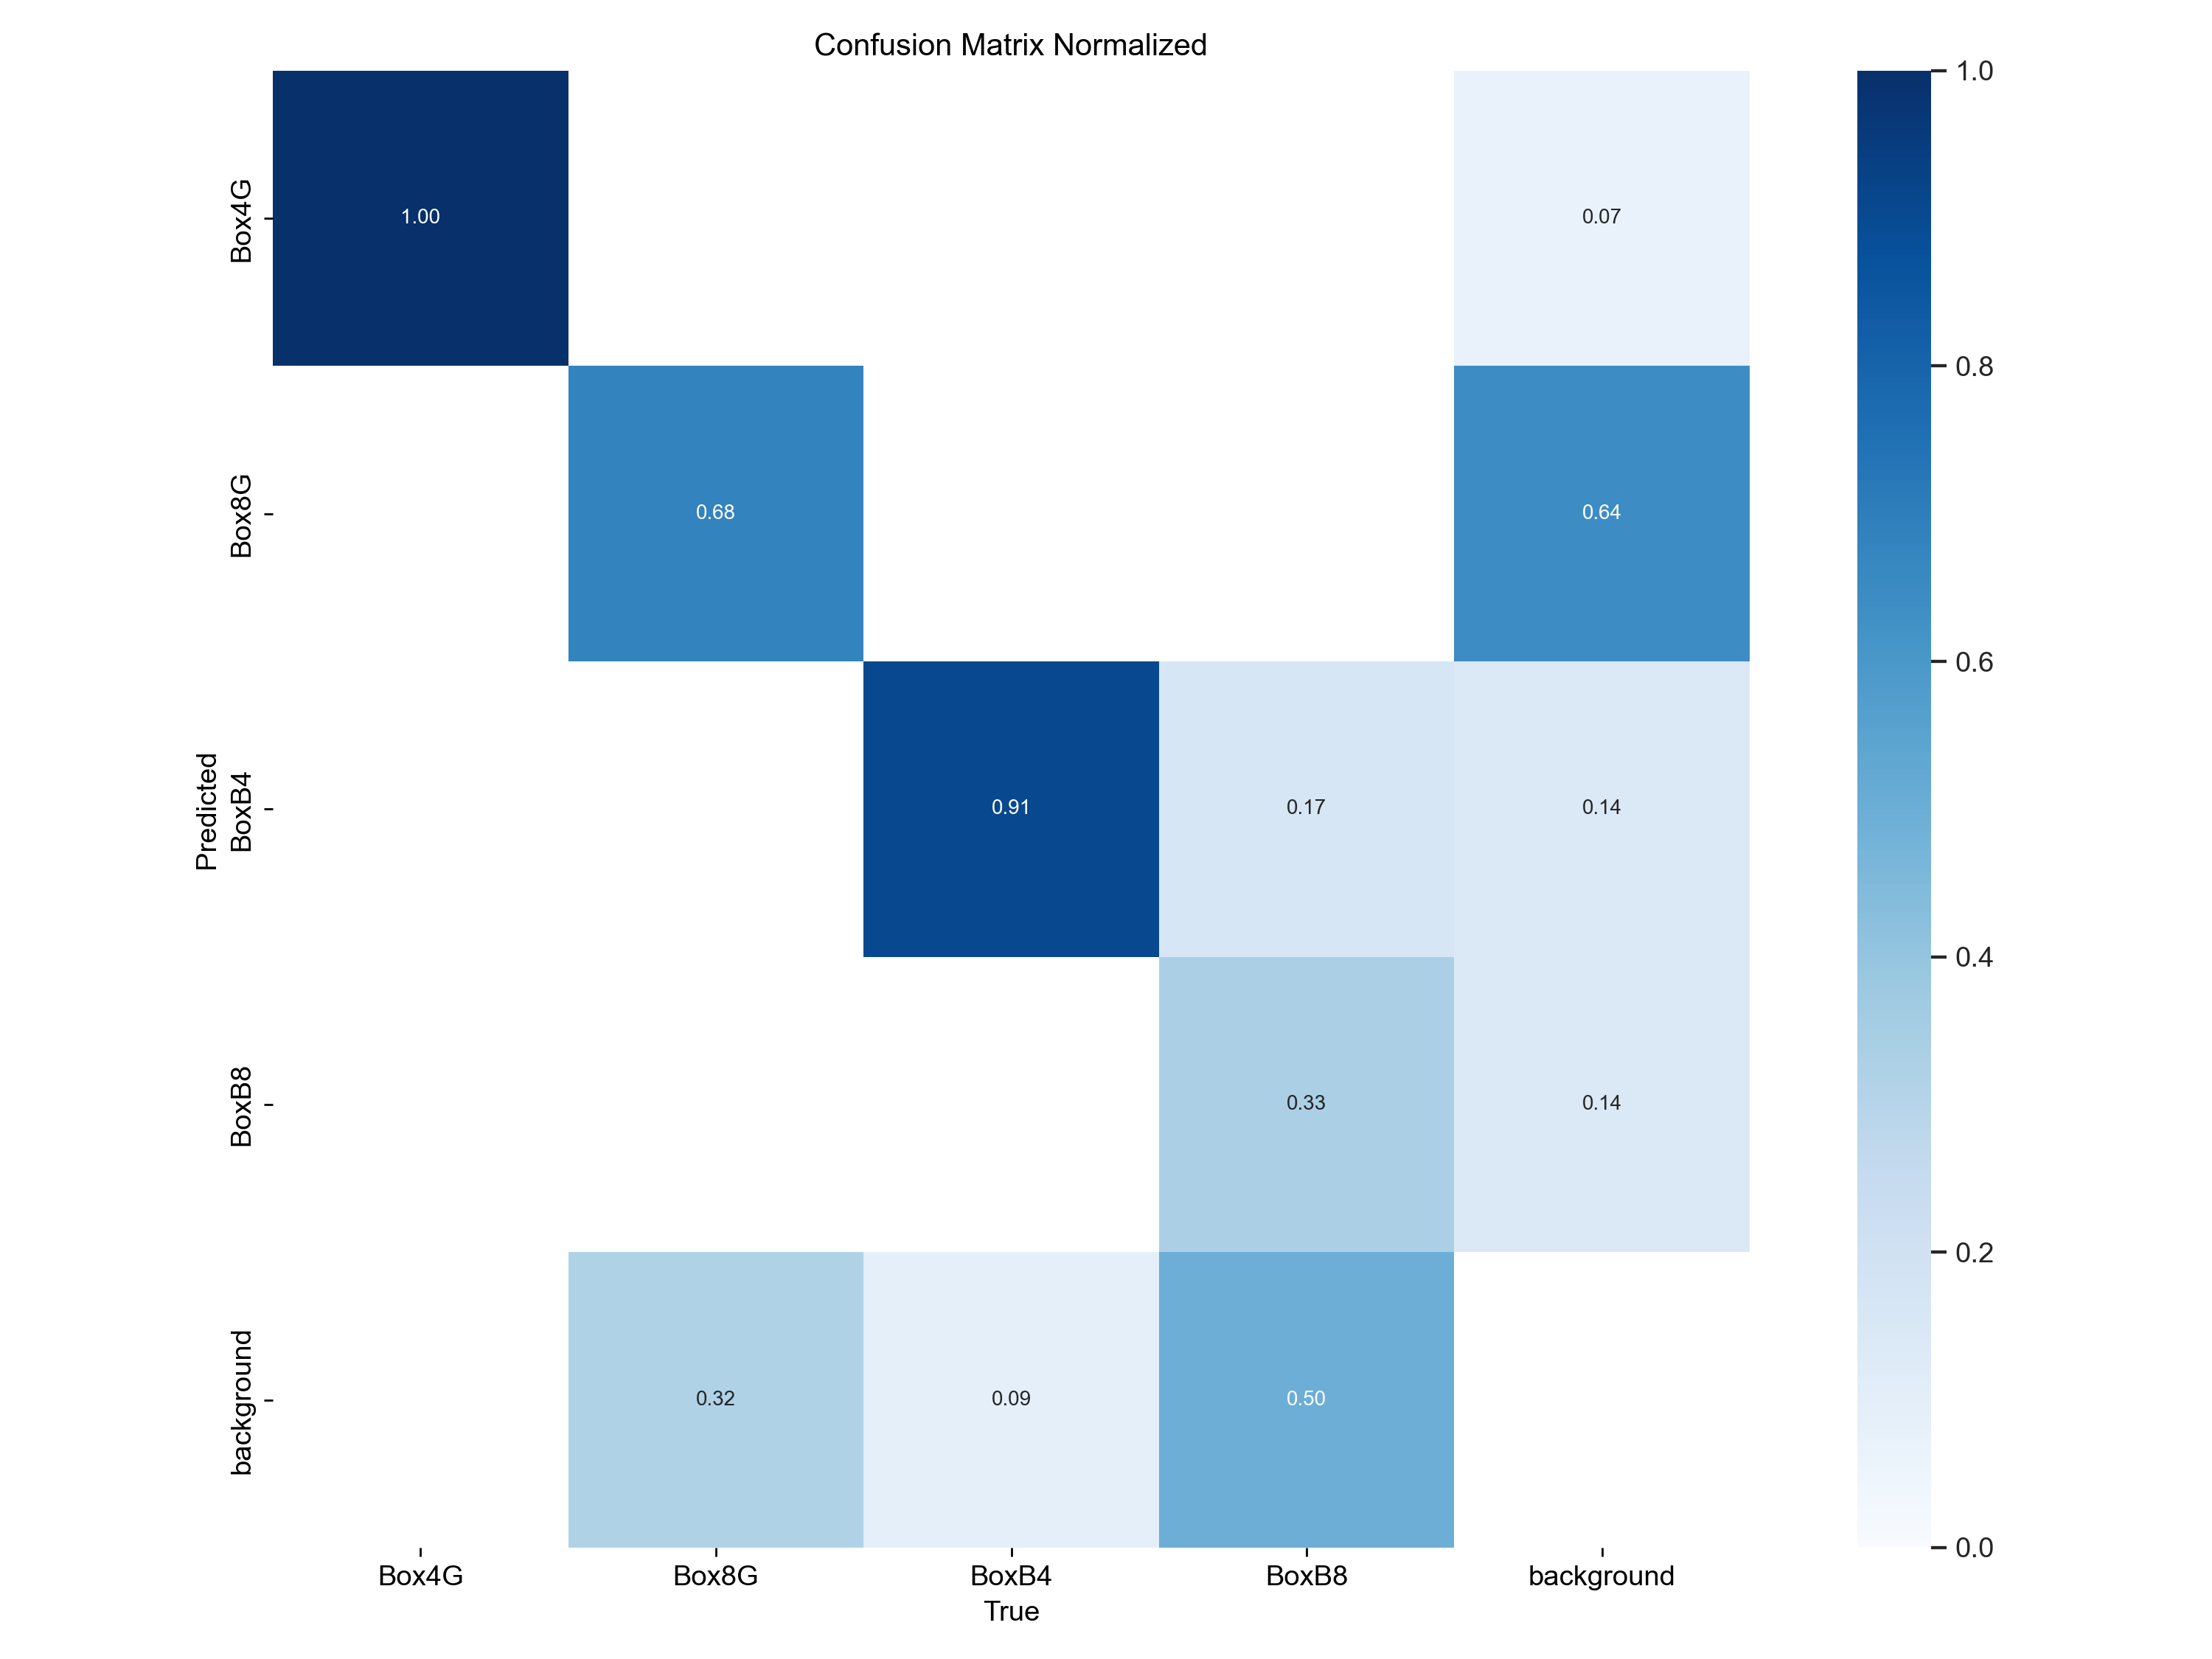 Confusion Matrix Normalized
Predicted
Box4G
1.00
0.07
Box8G
0.68
0.64
BoxB4
0.91
0.17
0.14
BoxB8
0.33
0.14
background
0.32
0.09
0.50
Box4G
Box8G
BoxB4
BoxB8
background
True
1.0
0.8
0.6
0.4
0.2
0.0